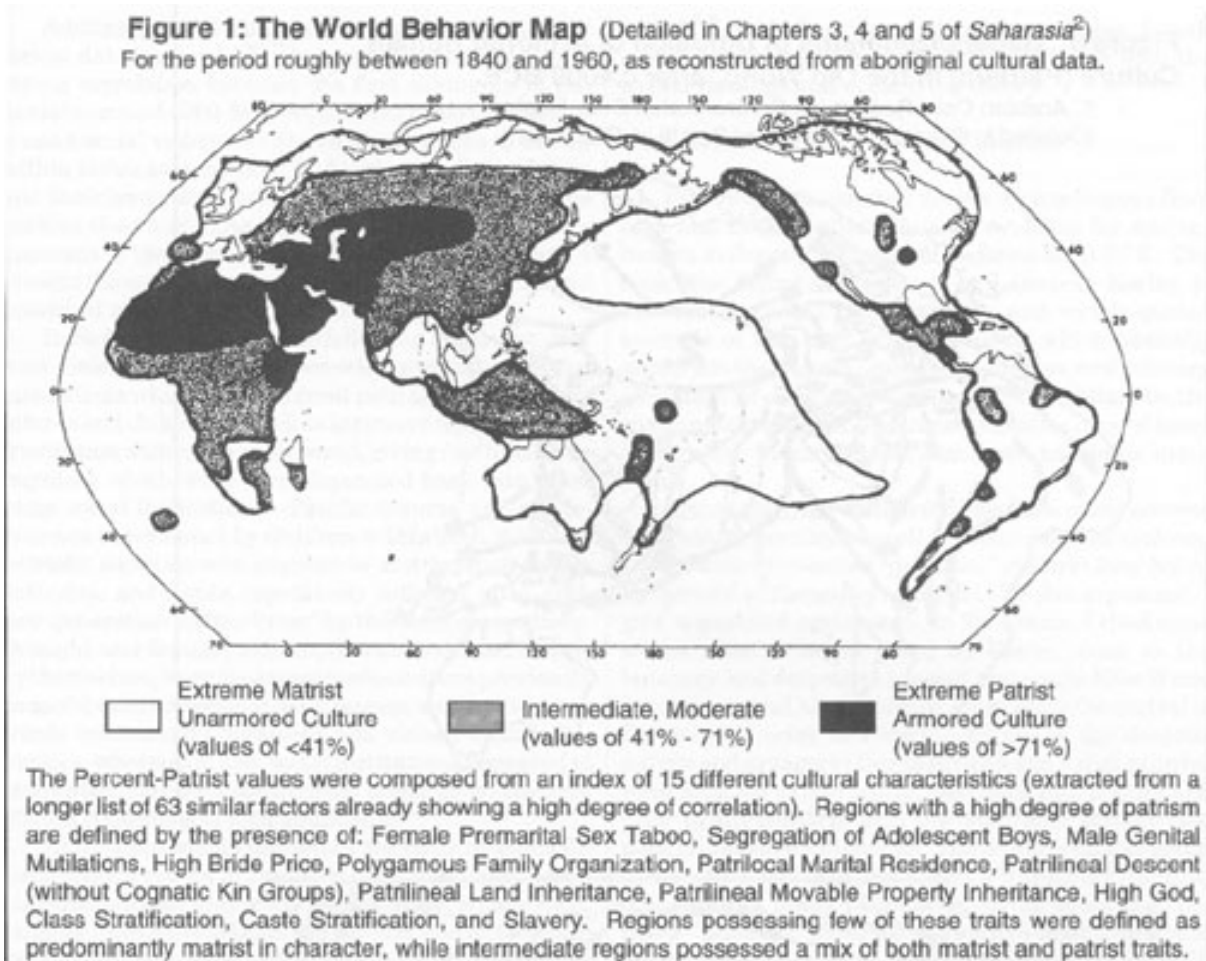 Figure 1: The World Behavior Map (Detailed in Chapters 3, 4 and 5 of Saharasia²)
For the period roughly between 1840 and 1960, as reconstructed from aboriginal cultural data.
Extreme Matrist
Unarmored Culture
(values of <41%)
Intermediate, Moderate
(values of 41% - 71%)
Extreme Patrist
Armored Culture
(values of >71%)
The Percent-Patrist values were composed from an index of 15 different cultural characteristics (extracted from a
longer list of 63 similar factors already showing a high degree of correlation). Regions with a high degree of patrism
are defined by the presence of: Female Premarital Sex Taboo, Segregation of Adolescent Boys, Male Genital
Mutilations, High Bride Price, Polygamous Family Organization, Patrilocal Marital Residence, Patrilineal Descent
(without Cognatic Kin Groups), Patrilineal Land Inheritance, Patrilineal Movable Property Inheritance, High God,
Class Stratification, Caste Stratification, and Slavery. Regions possessing few of these traits were defined as
predominantly matrist in character, while intermediate regions possessed a mix of both matrist and patrist traits.